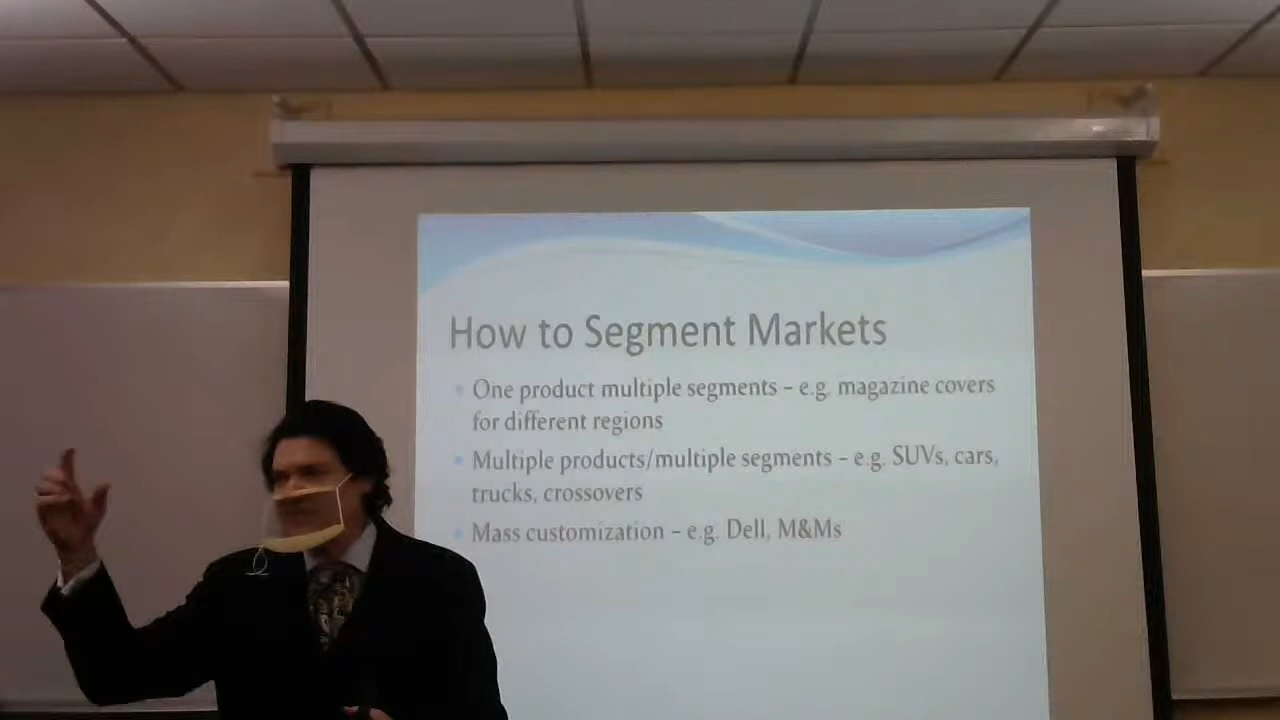 How to Segment Markets
One product multiple segments – e.g. magazine covers
for different regions
Multiple products/multiple segments – e.g. SUVs, cars,
trucks, crossovers
Mass customization – e.g. Dell, M&Ms